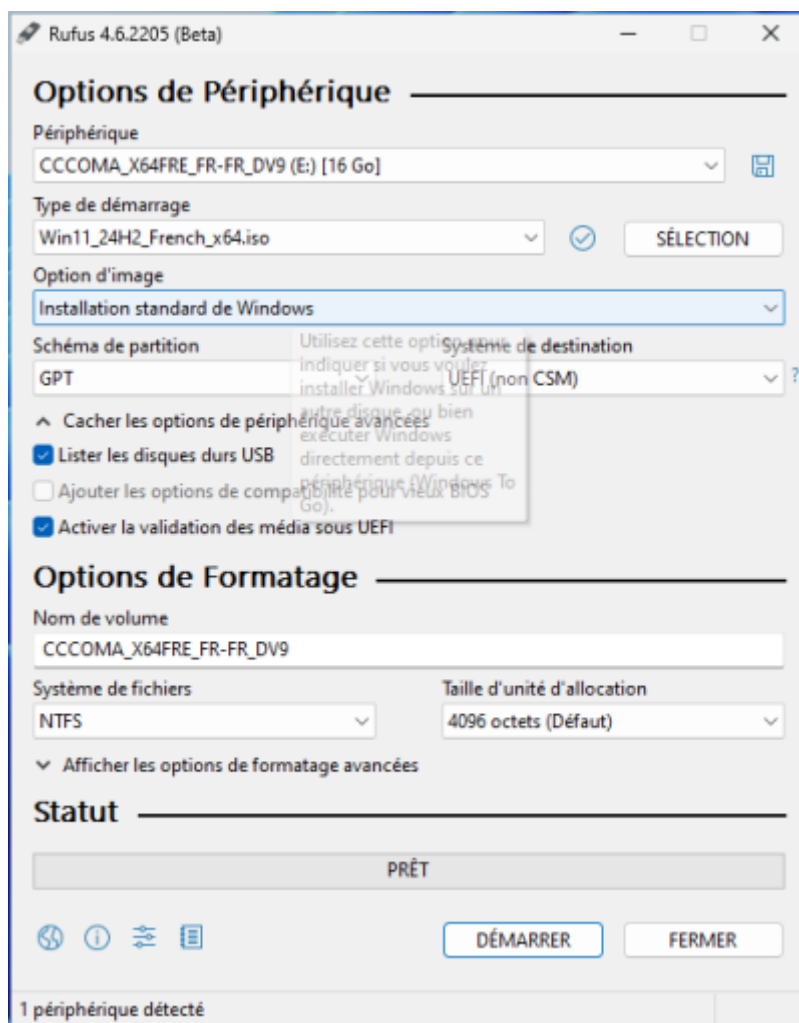 Rufus 4.6.2205 (Beta)
Options de Périphérique
Périphérique
CCCOMA_X64FRE_FR-FR_DV9 (E:) [16 Go]
Type de démarrage
Win11_24H2_French_x64.iso
SÉLECTION
Option d'image
Installation standard de Windows
Schéma de partition
Système de destination
GPT
UEFI (non CSM)
?
Utilisez cette option pour
indiquer si vous voulez
installer Windows sur un
autre disque, ou bien
exécuter Windows
directement depuis ce
périphérique (Windows To
Go).
Cacher les options de périphérique avancées
Lister les disques durs USB
Ajouter les options de compatibilité pour vieux BIOS
Activer la validation des média sous UEFI
Options de Formatage
Nom de volume
CCCOMA_X64FRE_FR-FR_DV9
Système de fichiers
Taille d'unité d'allocation
NTFS
4096 octets (Défaut)
Afficher les options de formatage avancées
Statut
PRÊT
DÉMARRER
FERMER
1 périphérique détecté